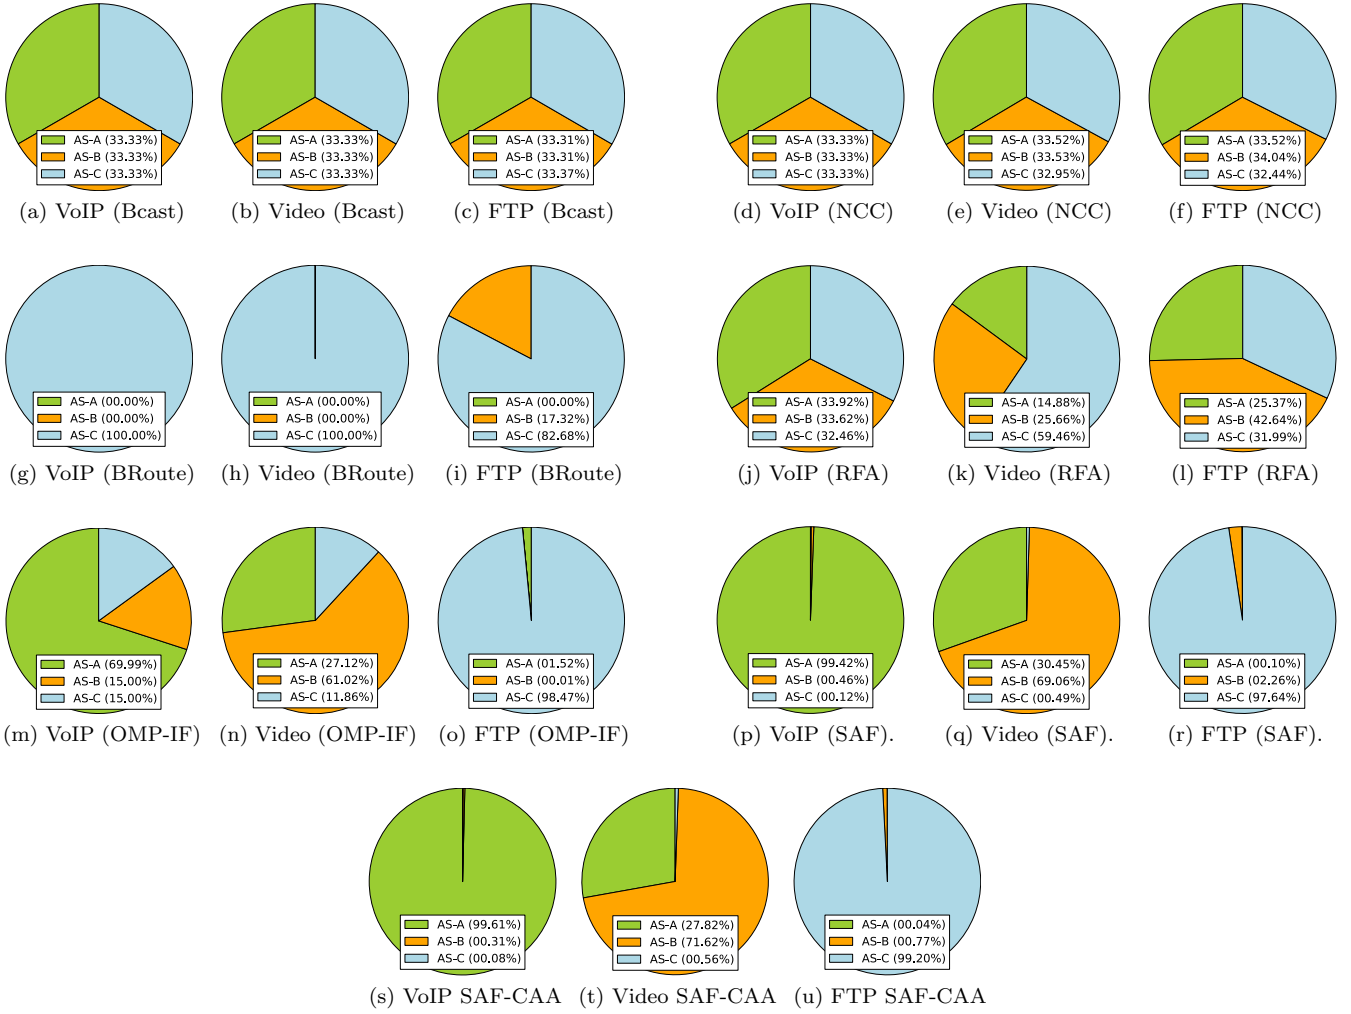 AS-A (33.33%)
AS-B (33.33%)
AS-C (33.33%)
(a) VoIP (Bcast)
AS-A (33.33%)
AS-B (33.33%)
AS-C (33.33%)
(b) Video (Bcast)
AS-A (33.31%)
AS-B (33.31%)
AS-C (33.37%)
(c) FTP (Bcast)
AS-A (33.33%)
AS-B (33.33%)
AS-C (33.33%)
(d) VoIP (NCC)
AS-A (33.52%)
AS-B (33.53%)
AS-C (32.95%)
(e) Video (NCC)
AS-A (33.52%)
AS-B (34.04%)
AS-C (32.44%)
(f) FTP (NCC)
AS-A (00.00%)
AS-B (00.00%)
AS-C (100.00%)
(g) VoIP (BRoute)
AS-A (00.00%)
AS-B (00.00%)
AS-C (100.00%)
(h) Video (BRoute)
AS-A (00.00%)
AS-B (17.32%)
AS-C (82.68%)
(i) FTP (BRoute)
AS-A (33.92%)
AS-B (33.62%)
AS-C (32.46%)
(j) VoIP (RFA)
AS-A (14.88%)
AS-B (25.66%)
AS-C (59.46%)
(k) Video (RFA)
AS-A (25.37%)
AS-B (42.64%)
AS-C (31.99%)
(l) FTP (RFA)
AS-A (69.99%)
AS-B (15.00%)
AS-C (15.00%)
(m) VoIP (OMP-IF)
AS-A (27.12%)
AS-B (61.02%)
AS-C (11.86%)
(n) Video (OMP-IF)
AS-A (01.52%)
AS-B (00.01%)
AS-C (98.47%)
(o) FTP (OMP-IF)
AS-A (99.42%)
AS-B (00.46%)
AS-C (00.12%)
(p) VoIP (SAF).
AS-A (30.45%)
AS-B (69.06%)
AS-C (00.49%)
(q) Video (SAF).
AS-A (00.10%)
AS-B (02.26%)
AS-C (97.64%)
(r) FTP (SAF).
AS-A (99.61%)
AS-B (00.31%)
AS-C (00.08%)
(s) VoIP SAF-CAA
AS-A (27.82%)
AS-B (71.62%)
AS-C (00.56%)
(t) Video SAF-CAA
AS-A (00.04%)
AS-B (00.77%)
AS-C (99.20%)
(u) FTP SAF-CAA